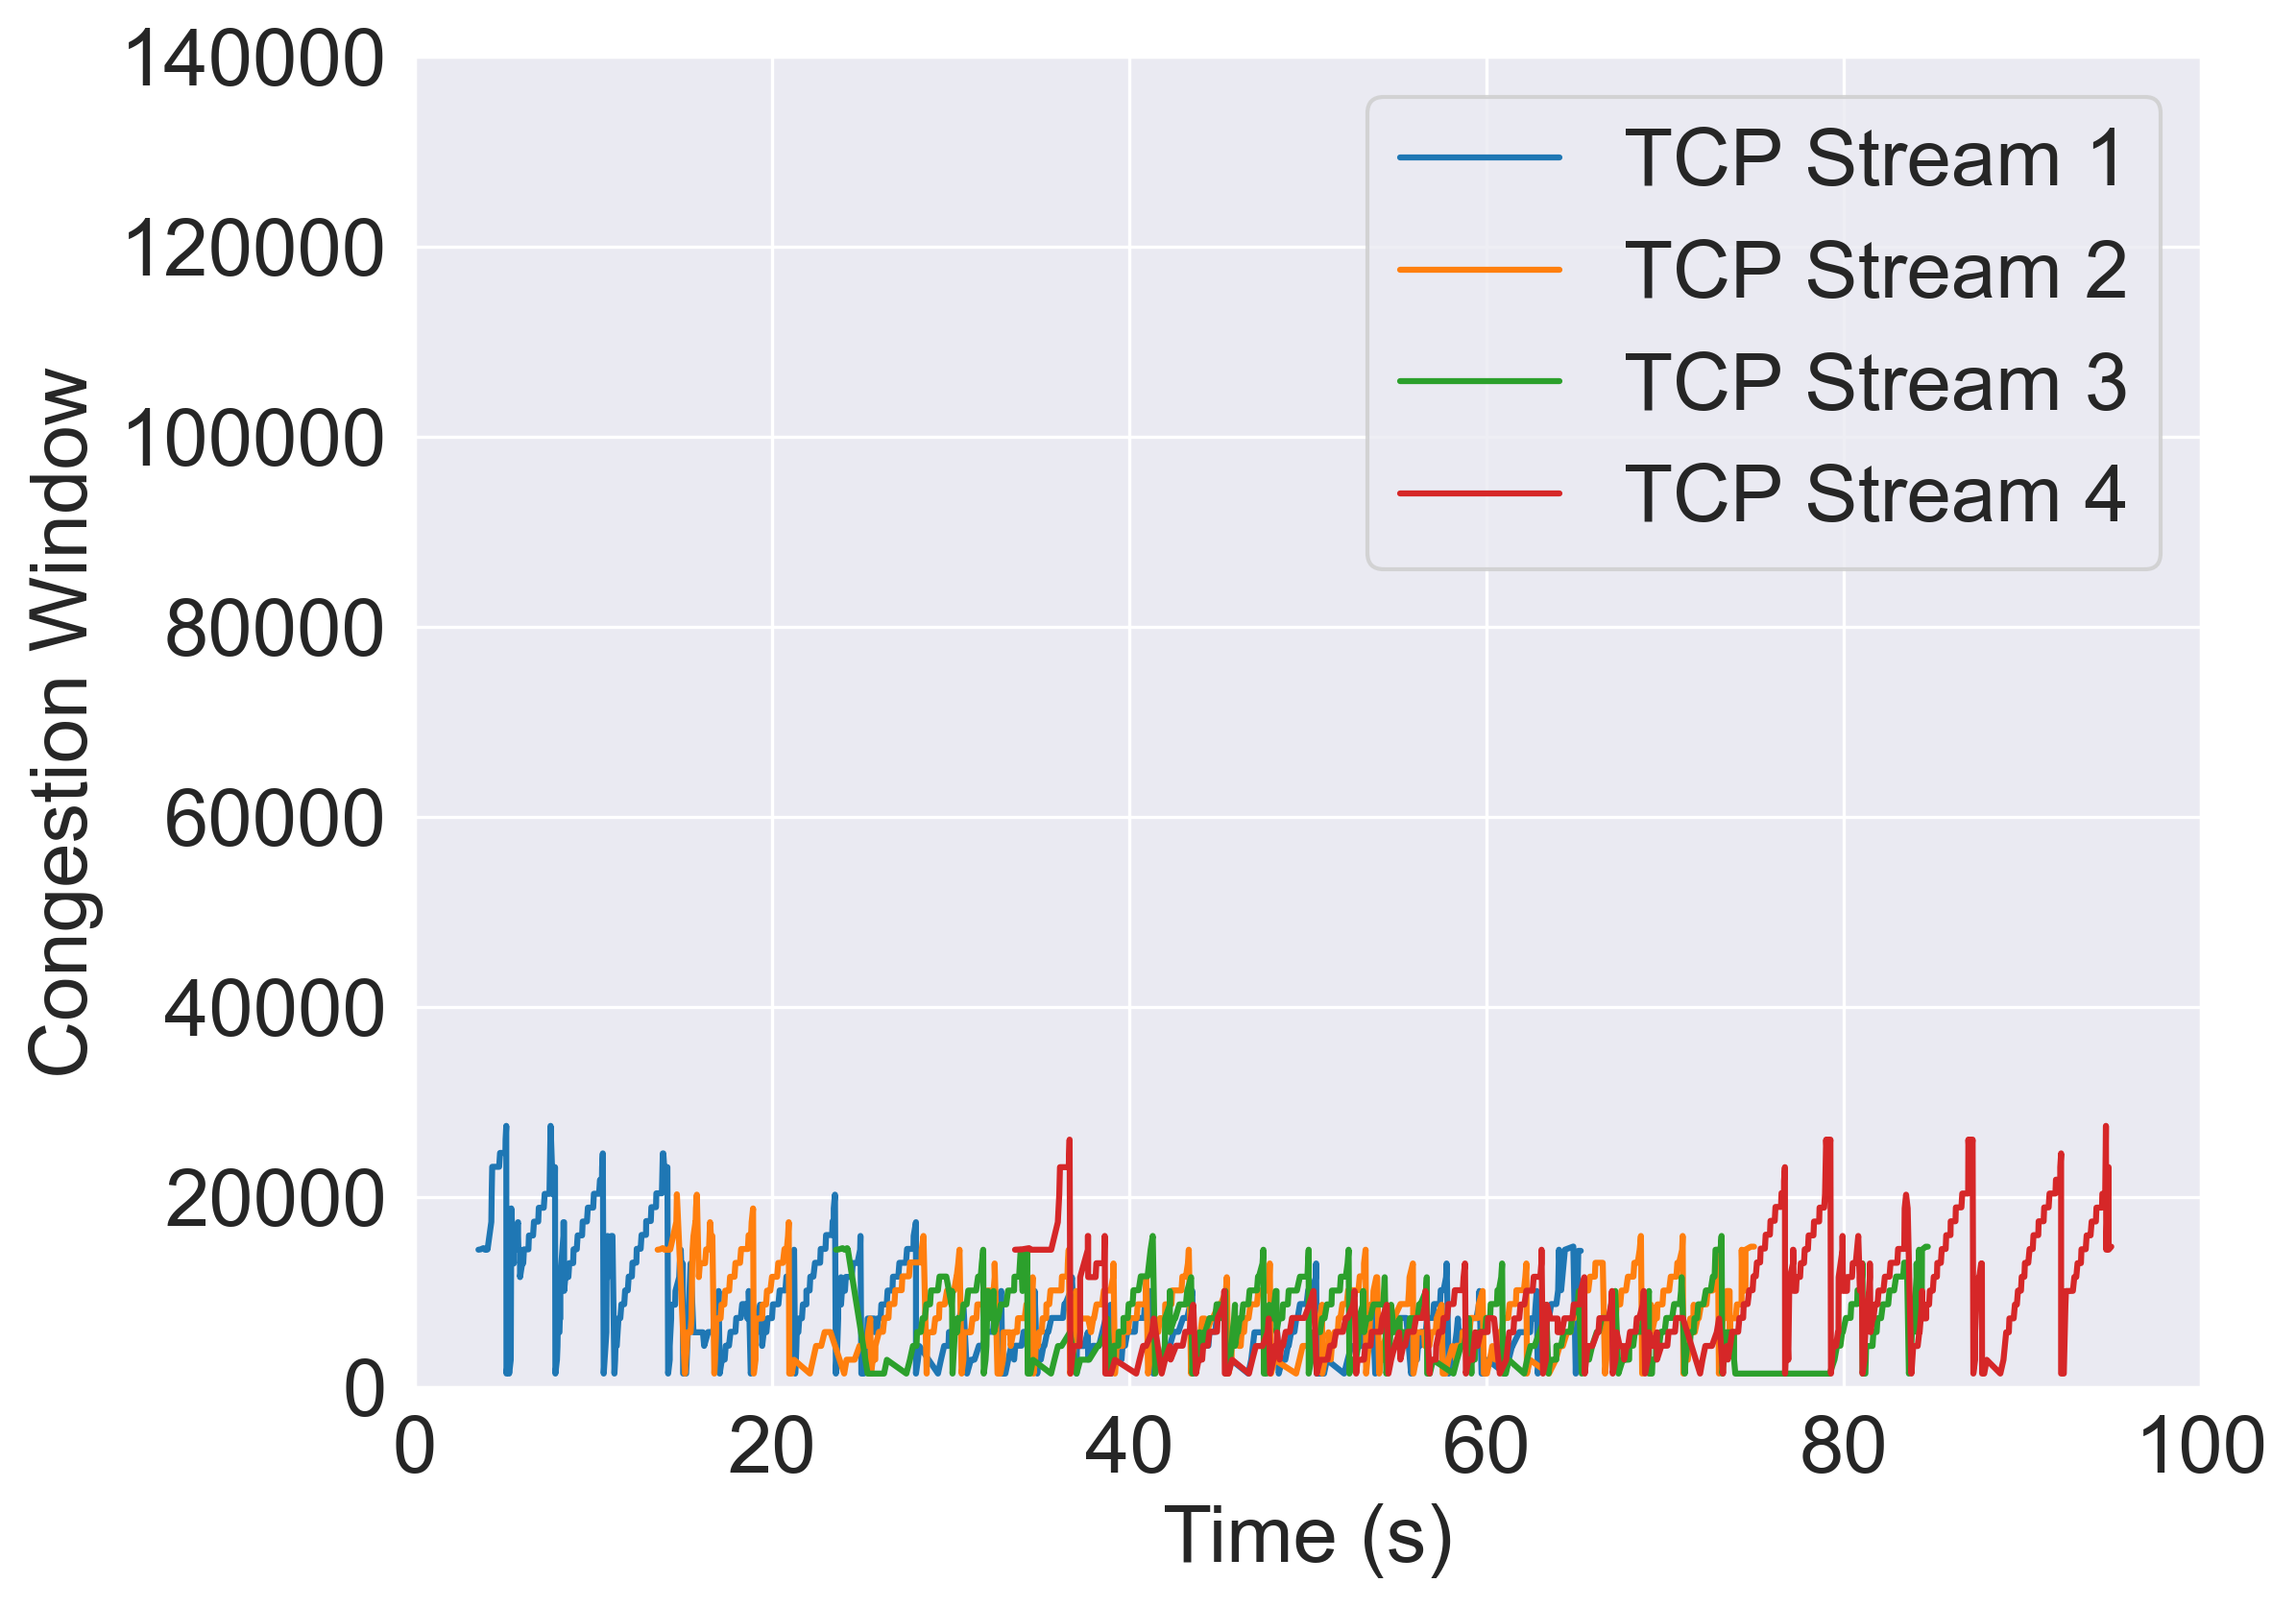 140000
120000
100000
80000
60000
40000
20000
0
Congestion Window
TCP Stream 1
TCP Stream 2
TCP Stream 3
TCP Stream 4
0 20 40 60 80 100
Time (s)